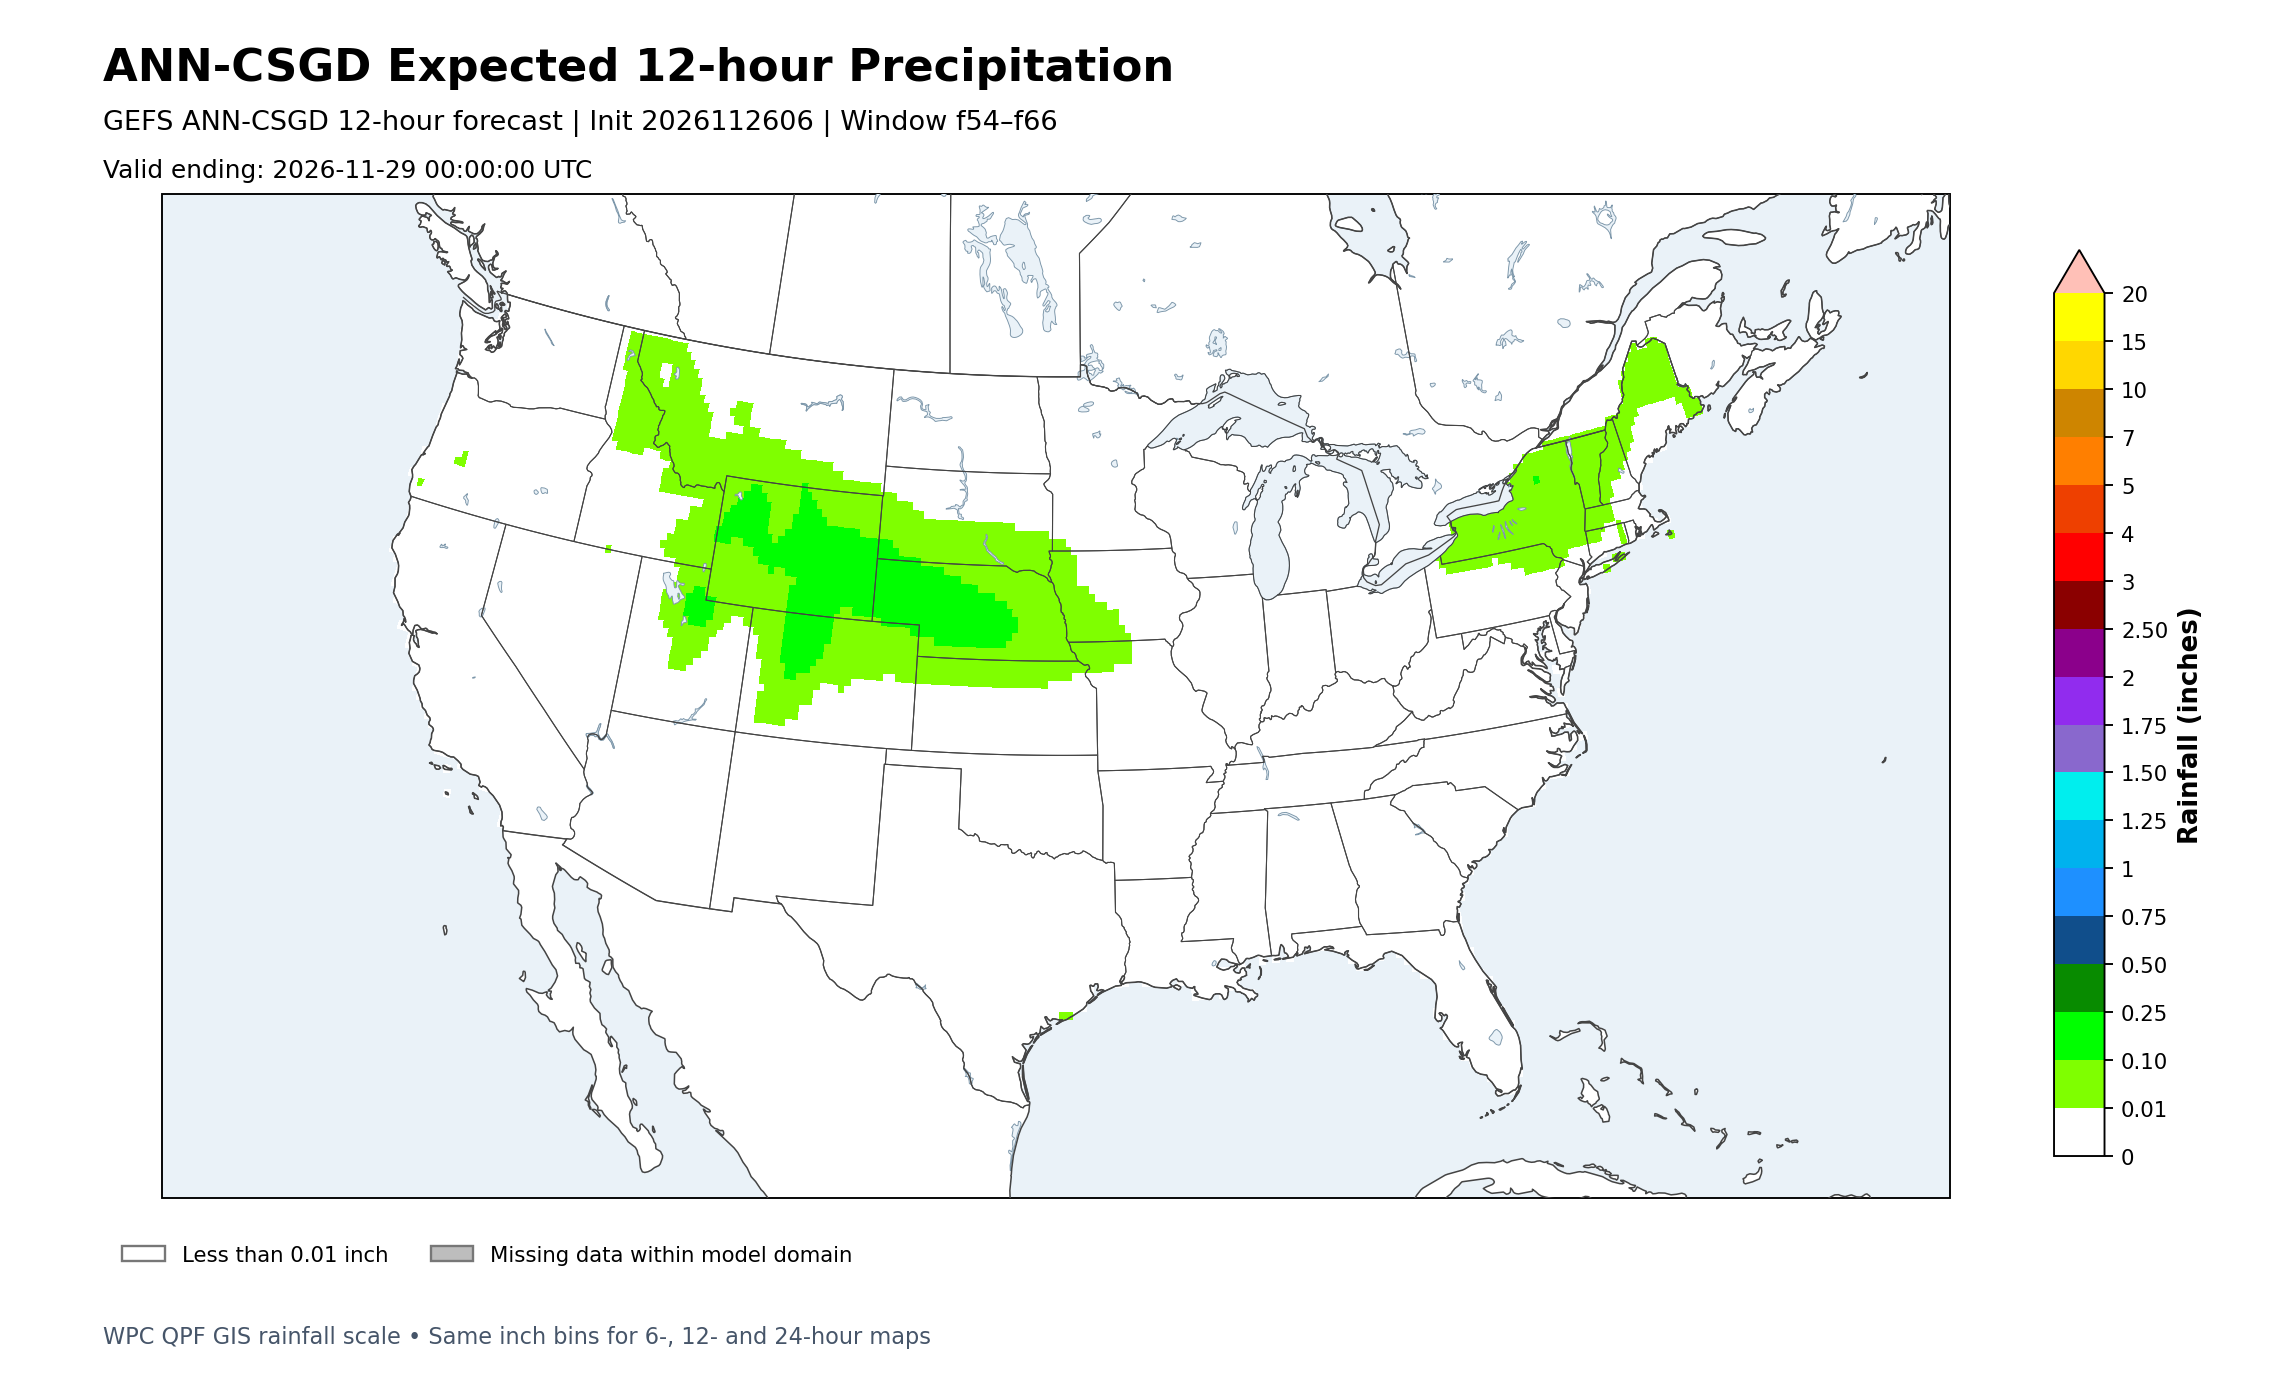 ANN-CSGD Expected 12-hour Precipitation
GEFS ANN-CSGD 12-hour forecast | Init 2026112606 | Window f54–f66
Valid ending: 2026-11-29 00:00:00 UTC
20
15
10
7
5
4
3
2.50
2
1.75
1.50
1.25
1
0.75
0.50
0.25
0.10
0.01
0
Rainfall (inches)
Less than 0.01 inch
Missing data within model domain
WPC QPF GIS rainfall scale • Same inch bins for 6-, 12- and 24-hour maps